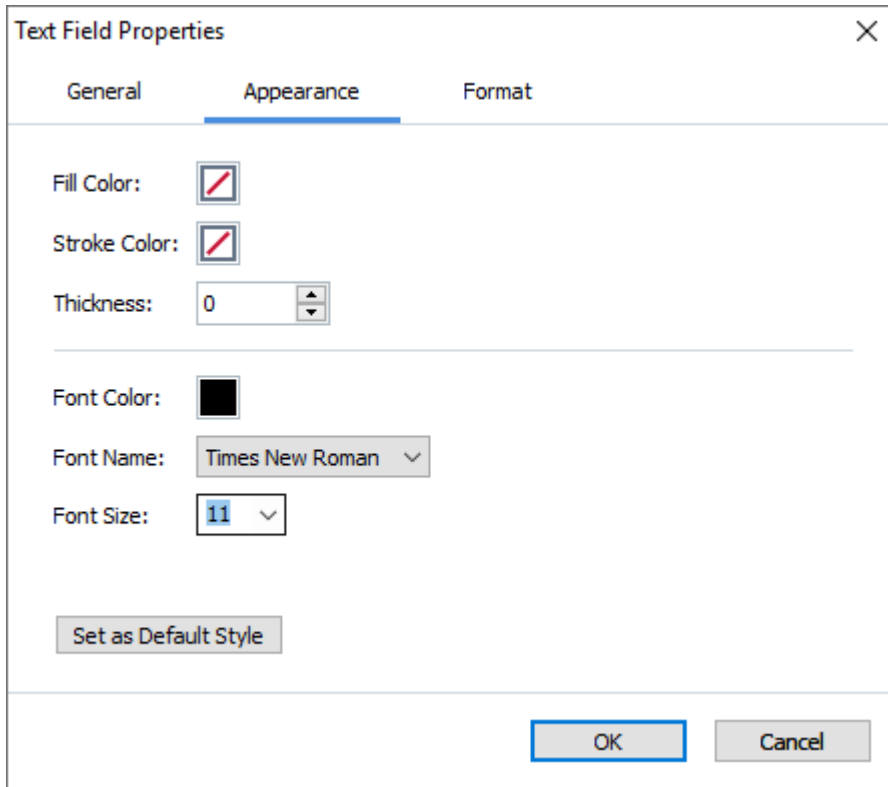 Text Field Properties
General Appearance Format
Fill Color:
Stroke Color:
Thickness: 0
Font Color:
Font Name: Times New Roman
Font Size: 11
Set as Default Style
OK Cancel